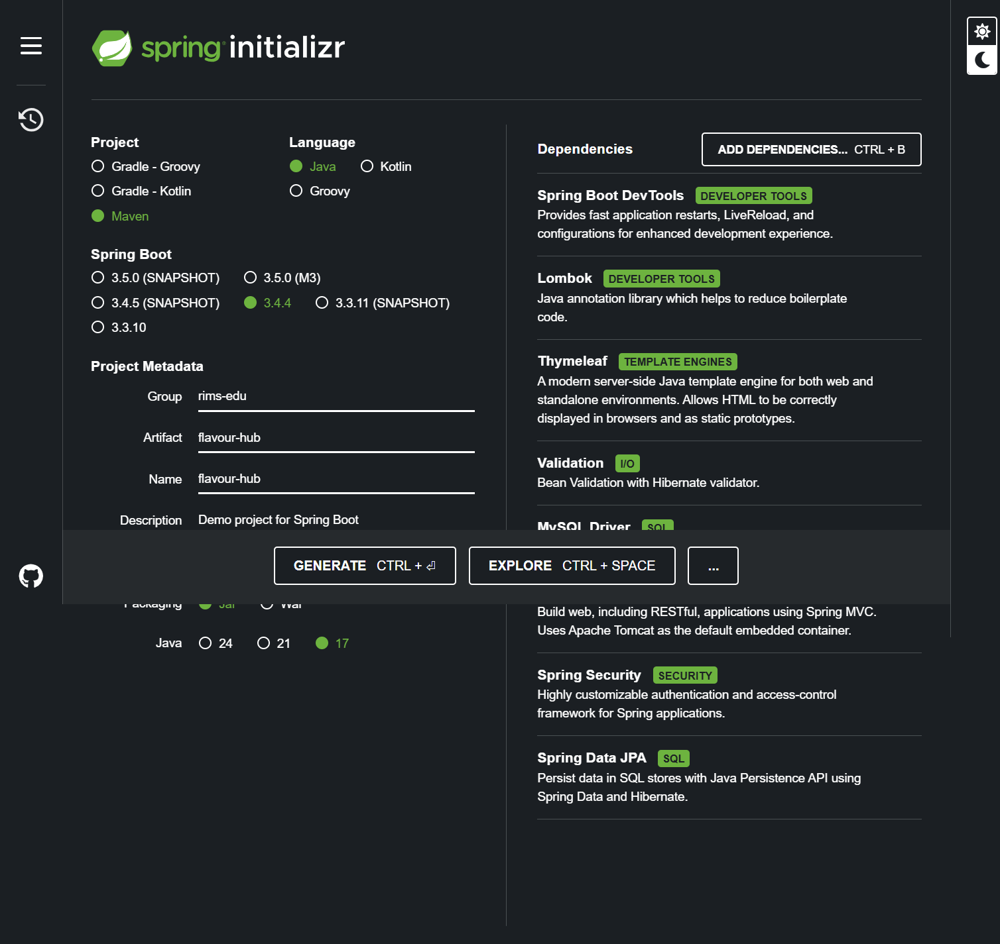 spring initializr
Project
Gradle - Groovy
Gradle - Kotlin
Maven
Language
Java Kotlin
Groovy
Spring Boot
3.5.0 (SNAPSHOT) 3.5.0 (M3)
3.4.5 (SNAPSHOT) 3.4.4 3.3.11 (SNAPSHOT)
3.3.10
Project Metadata
Group rims-edu
Artifact flavour-hub
Name flavour-hub
Description Demo project for Spring Boot
Packaging Jar War
Java 24 21 17
Dependencies ADD DEPENDENCIES... CTRL + B
Spring Boot DevTools DEVELOPER TOOLS
Provides fast application restarts, LiveReload, and
configurations for enhanced development experience.
Lombok DEVELOPER TOOLS
Java annotation library which helps to reduce boilerplate
code.
Thymeleaf TEMPLATE ENGINES
A modern server-side Java template engine for both web and
standalone environments. Allows HTML to be correctly
displayed in browsers and as static prototypes.
Validation I/O
Bean Validation with Hibernate validator.
MySQL Driver SQL
Build web, including RESTful, applications using Spring MVC.
Uses Apache Tomcat as the default embedded container.
Spring Security SECURITY
Highly customizable authentication and access-control
framework for Spring applications.
Spring Data JPA SQL
Persist data in SQL stores with Java Persistence API using
Spring Data and Hibernate.
GENERATE CTRL + ⏎ EXPLORE CTRL + SPACE ...